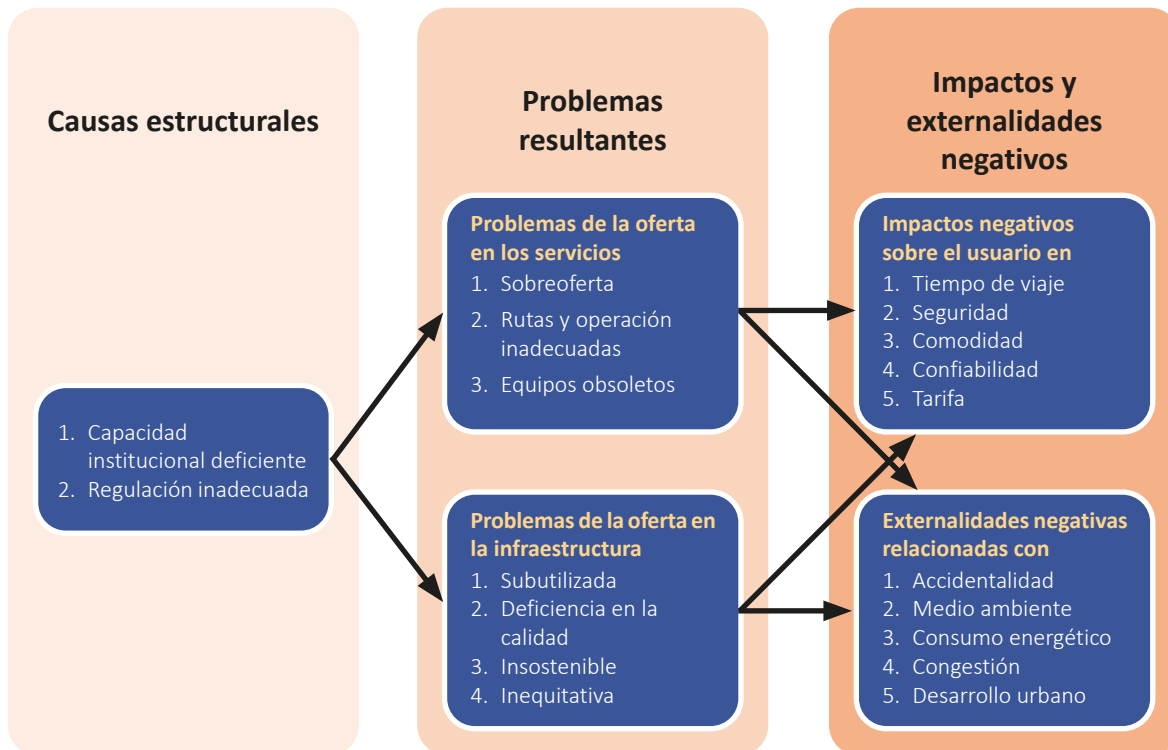 Causas estructurales
1. Capacidad
institucional deficiente
2. Regulación inadecuada
Problemas
resultantes
Problemas de la oferta
en los servicios
1. Sobreoferta
2. Rutas y operación
inadecuadas
3. Equipos obsoletos
Problemas de la oferta en
la infraestructura
1. Subutilizada
2. Deficiencia en la
calidad
3. Insostenible
4. Inequitativa
Impactos y
externalidades
negativos
Impactos negativos
sobre el usuario en
1. Tiempo de viaje
2. Seguridad
3. Comodidad
4. Confiabilidad
5. Tarifa
Externalidades negativas
relacionadas con
1. Accidentalidad
2. Medio ambiente
3. Consumo energético
4. Congestión
5. Desarrollo urbano